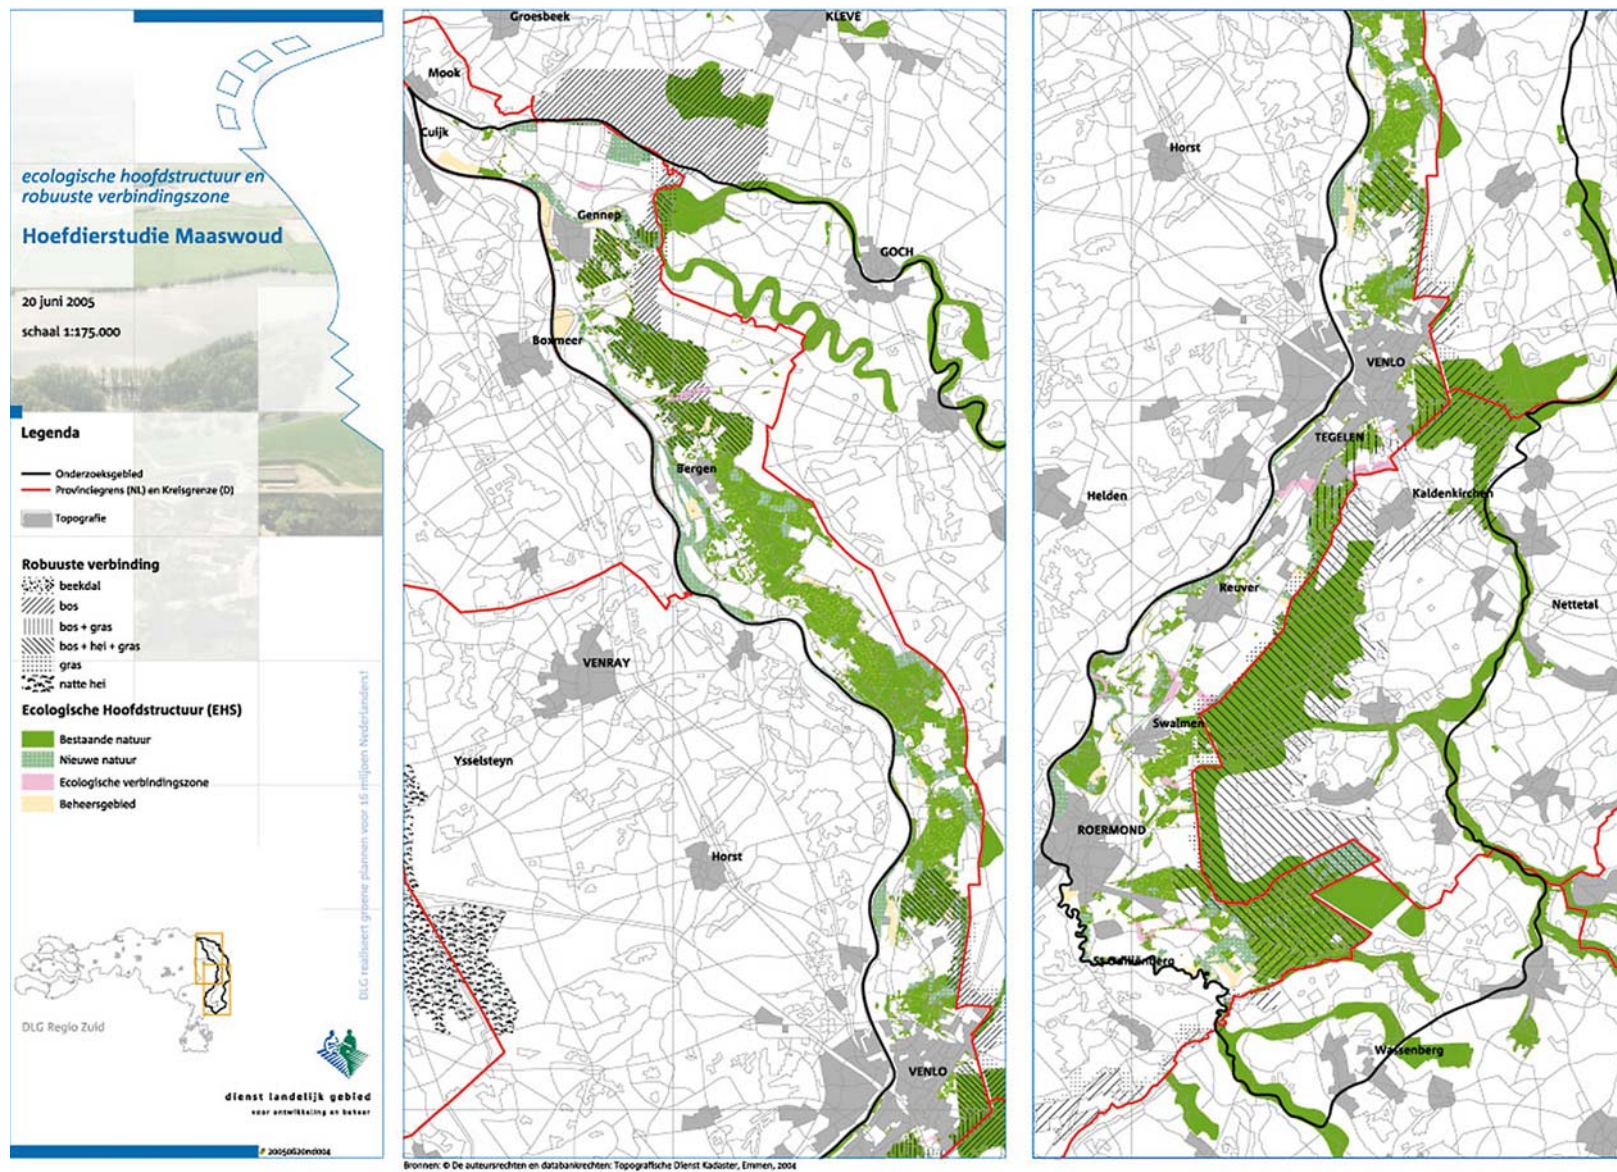 ecologische hoofdstructuur en
robuuste verbindingszone
Hoefdierstudie Maaswoud
20 juni 2005
schaal 1:175.000
Legenda
Onderzoeksgebied
Provinciegrens (NL) en Kreisgrenze (D)
Topografie
Robuuste verbinding
beekdal
bos
bos + gras
bos + hei + gras
gras
natte hei
Ecologische Hoofdstructuur (EHS)
Bestaande natuur
Nieuwe natuur
Ecologische verbindingszone
Beheersgebied
DLG realiseert groene plannen voor 16 miljoen Nederlanders!
DLG Regio Zuid
dienst landelijk gebied
voor ontwikkeling en beheer
20050620nd004
Groesbeek
KLEVE
Mook
Cuijk
Gennep
GOCH
Boxmeer
Bergen
VENRAY
Ysselsteyn
Horst
VENLO
Bronnen: © De auteursrechten en databankrechten: Topografische Dienst Kadaster, Emmen, 2004
Horst
VENLO
TEGELEN
Helden
Kaldenkirchen
Reuver
Nettetal
Swalmen
ROERMOND
Wassenberg